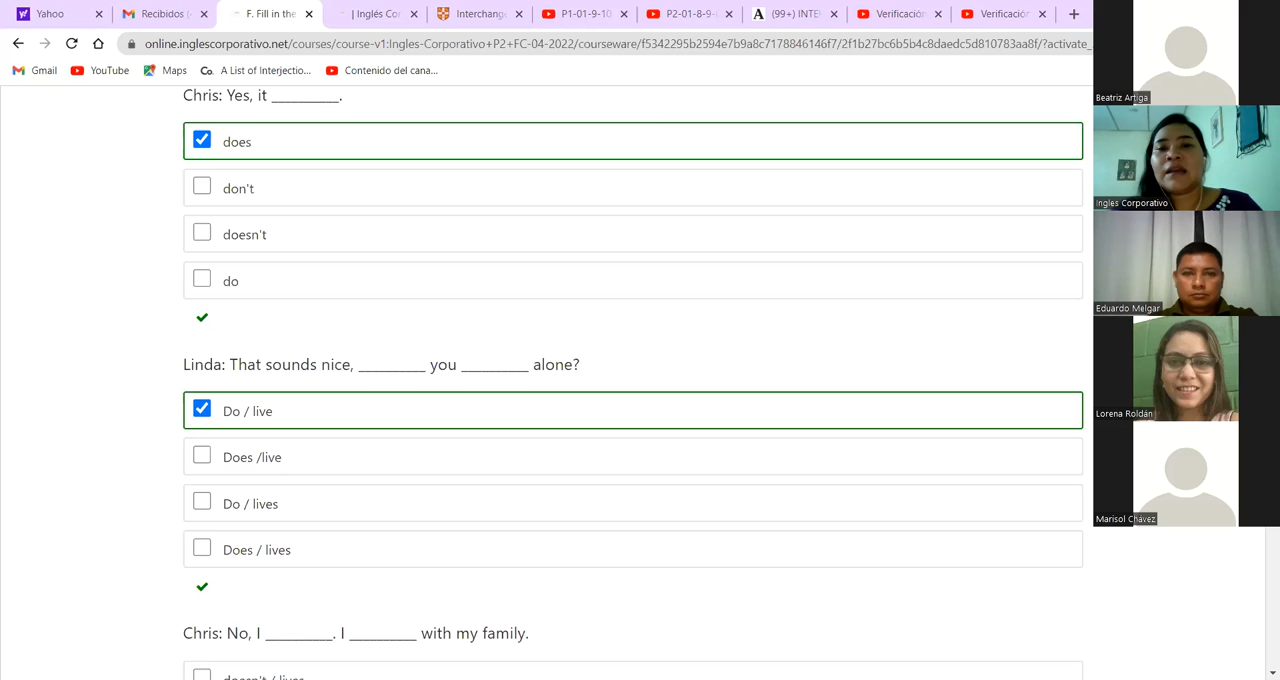 Yahoo
Recibidos (
F. Fill in the
| Inglés Cor
Interchang
P1-01-9-10
P2-01-8-9-
(99+) INTE
Verificación
Verificación
online.inglescorporativo.net/courses/course-v1:Ingles-Corporativo+P2+FC-04-2022/courseware/f5342295b2594e7b9a8c7178846146f7/2f1b27bc6b5b4c8daedc5d810783aa8f/?activate_
Gmail
YouTube
Maps
Co. A List of Interjectio...
Contenido del cana...
Chris: Yes, it _________.
does
don't
doesn't
do
Linda: That sounds nice, _________ you _________ alone?
Do / live
Does /live
Do / lives
Does / lives
Chris: No, I _________. I _________ with my family.
doesn't / lives
Beatriz Artiga
Ingles Corporativo
Eduardo Melgar
Lorena Roldán
Marisol Chávez